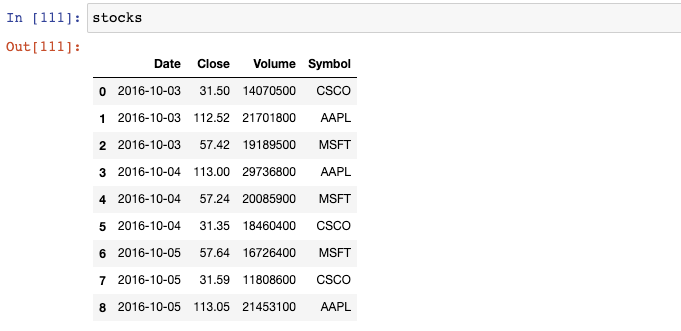 In [111]: stocks
Out[111]:
Date Close Volume Symbol
0 2016-10-03 31.50 14070500 CSCO
1 2016-10-03 112.52 21701800 AAPL
2 2016-10-03 57.42 19189500 MSFT
3 2016-10-04 113.00 29736800 AAPL
4 2016-10-04 57.24 20085900 MSFT
5 2016-10-04 31.35 18460400 CSCO
6 2016-10-05 57.64 16726400 MSFT
7 2016-10-05 31.59 11808600 CSCO
8 2016-10-05 113.05 21453100 AAPL